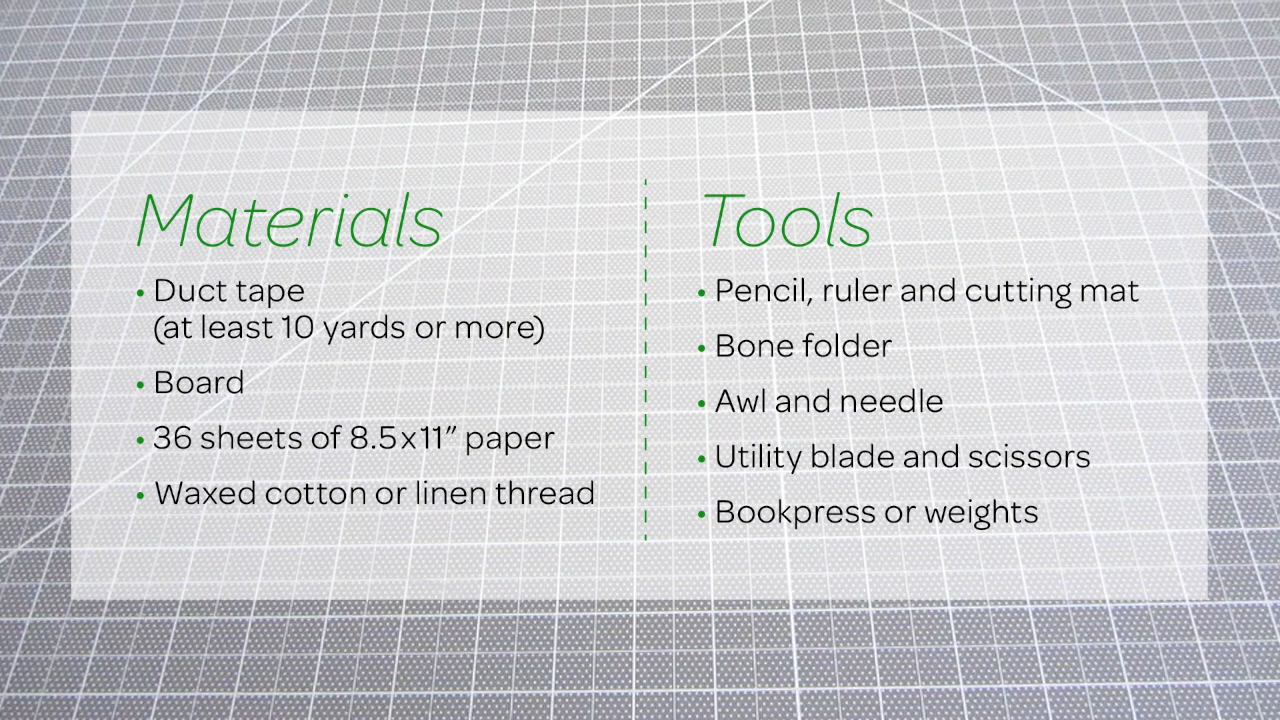 Materials
• Duct tape
(at least 10 yards or more)
• Board
• 36 sheets of 8.5x11” paper
• Waxed cotton or linen thread
Tools
• Pencil, ruler and cutting mat
• Bone folder
• Awl and needle
• Utility blade and scissors
• Bookpress or weights